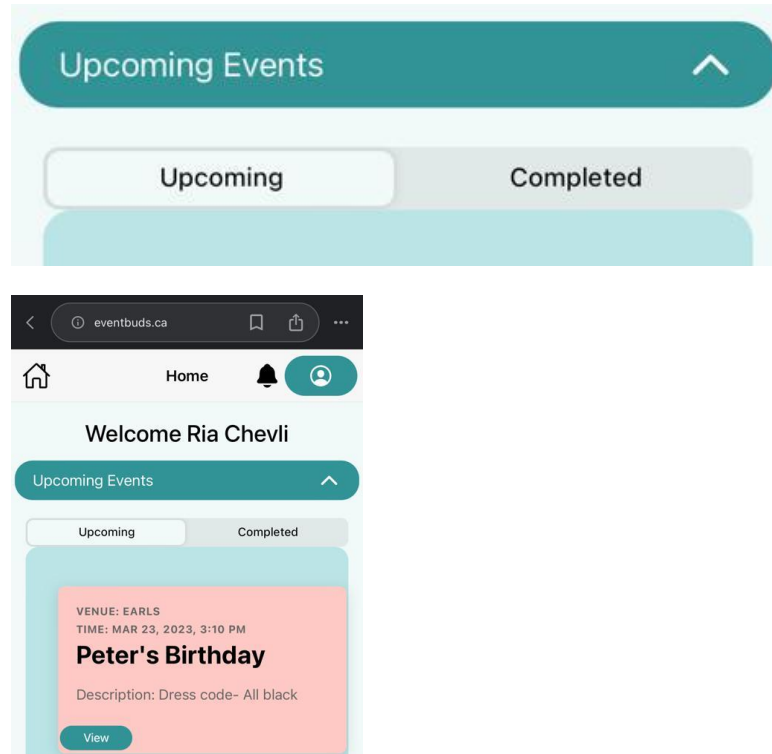 Upcoming Events
Upcoming Completed
eventbuds.ca
Home
Welcome Ria Chevli
Upcoming Events
Upcoming Completed
VENUE: EARLS
TIME: MAR 23, 2023, 3:10 PM
Peter's Birthday
Description: Dress code- All black
View